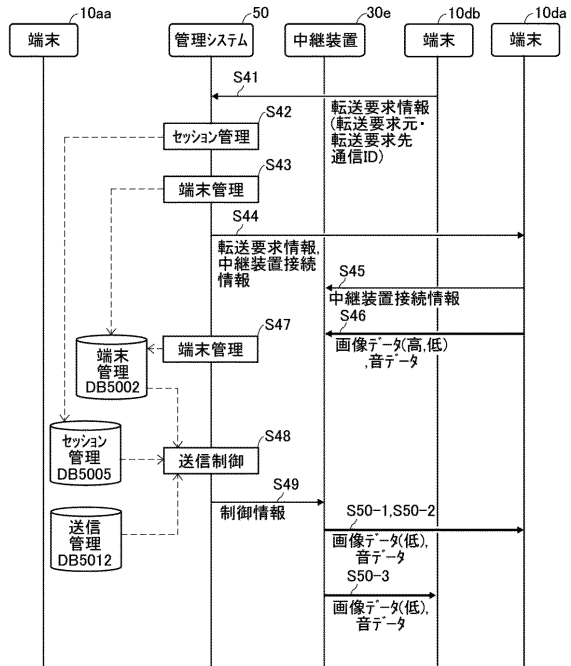 10aa
50
30e
10db
10da
端末
管理システム
中継装置
端末
端末
S41
転送要求情報
(転送要求元・
転送要求先
通信ID)
S42
セッション管理
S43
端末管理
S44
転送要求情報,
中継装置接続
情報
S45
中継装置接続情報
S46
画像データ(高,低)
,音データ
S47
端末管理
端末
管理
DB5002
S48
送信制御
セッション
管理
DB5005
S49
制御情報
S50-1,S50-2
画像データ(低),
音データ
送信
管理
DB5012
S50-3
画像データ(低),
音データ